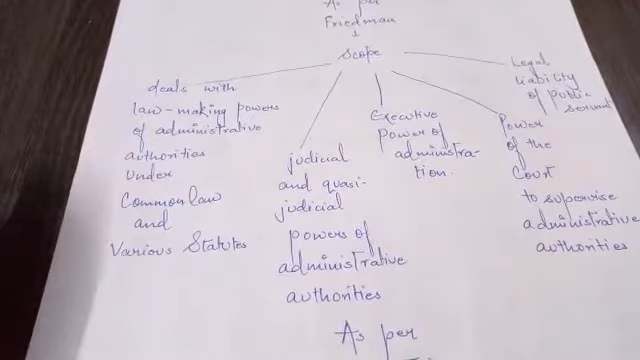 As per
Friedman
↓
Scope
deals with
law-making powers
of administrative
authorities
under
Common law
and
Various Statutes
judicial
and quasi-
judicial
powers of
administrative
authorities
Executive
power of
administra-
tion.
Power
of the
Court
to supervise
administrative
authorities
Legal
liability
of public
servant
As per